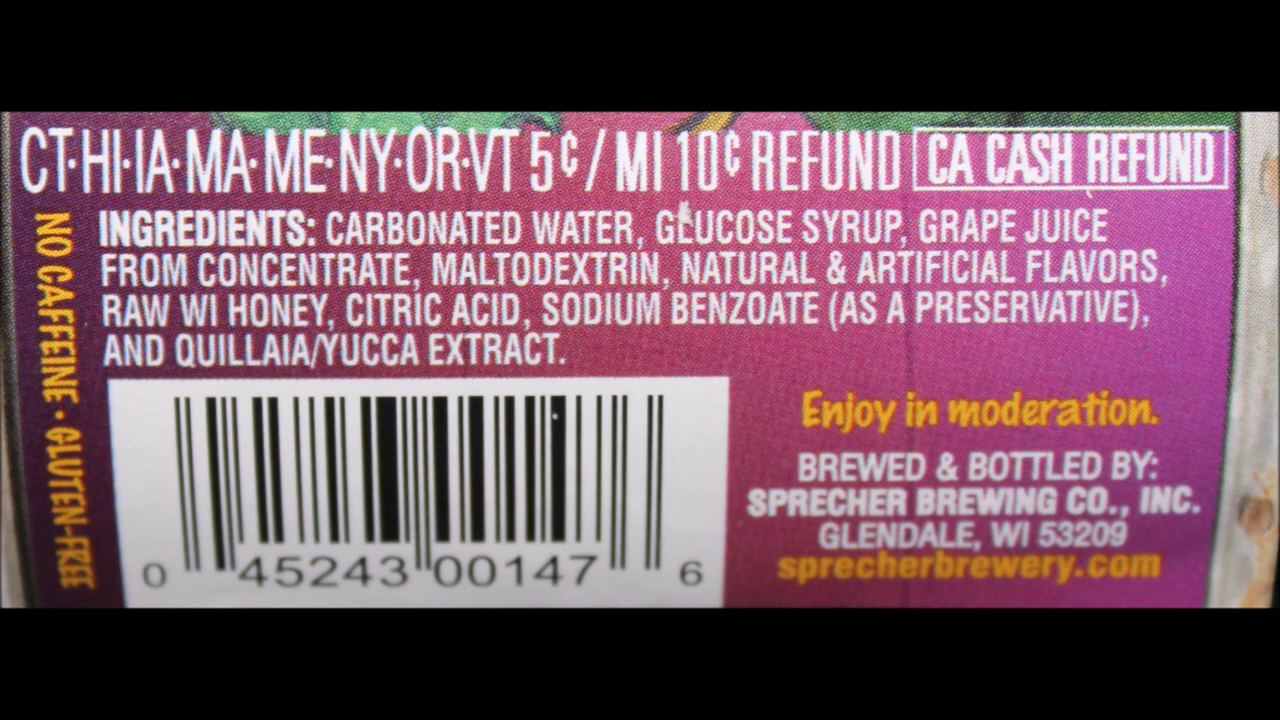 CT·HI·IA·MA·ME·NY·OR·VT 5¢/MI 10¢ REFUND CA CASH REFUND
NO CAFFEINE · GLUTEN-FREE
INGREDIENTS: CARBONATED WATER, GLUCOSE SYRUP, GRAPE JUICE
FROM CONCENTRATE, MALTODEXTRIN, NATURAL & ARTIFICIAL FLAVORS,
RAW WI HONEY, CITRIC ACID, SODIUM BENZOATE (AS A PRESERVATIVE),
AND QUILLAIA/YUCCA EXTRACT.
0 45243 00147 6
Enjoy in moderation.
BREWED & BOTTLED BY:
SPRECHER BREWING CO., INC.
GLENDALE, WI 53209
sprecherbrewery.com